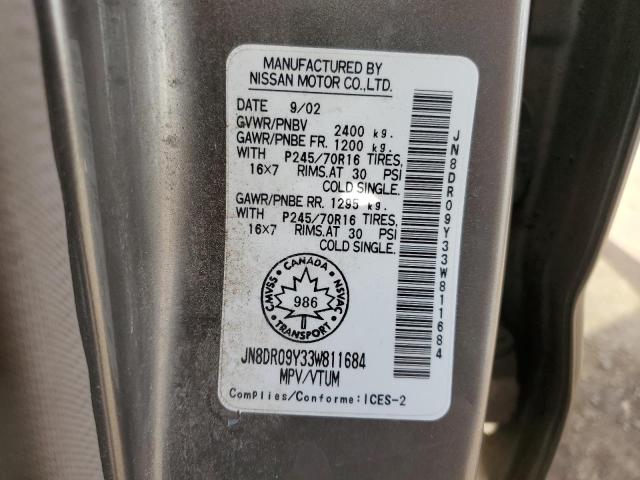 MANUFACTURED BY
NISSAN MOTOR CO.,LTD.
DATE 9/02
GVWR/PNBV 2400 kg.
GAWR/PNBE FR. 1200 kg.
WITH P245/70R16 TIRES,
16×7 RIMS.AT 30 PSI
COLD SINGLE.
GAWR/PNBE RR. 1295 kg.
WITH P245/70R16 TIRES,
16×7 RIMS.AT 30 PSI
COLD SINGLE.
CANADA
CMVSS
NSVAC
986
TRANSPORT
JN8DR09Y33W811684
MPV/VTUM
Complies/Conforme:ICES-2
JN8DR09Y33W811684